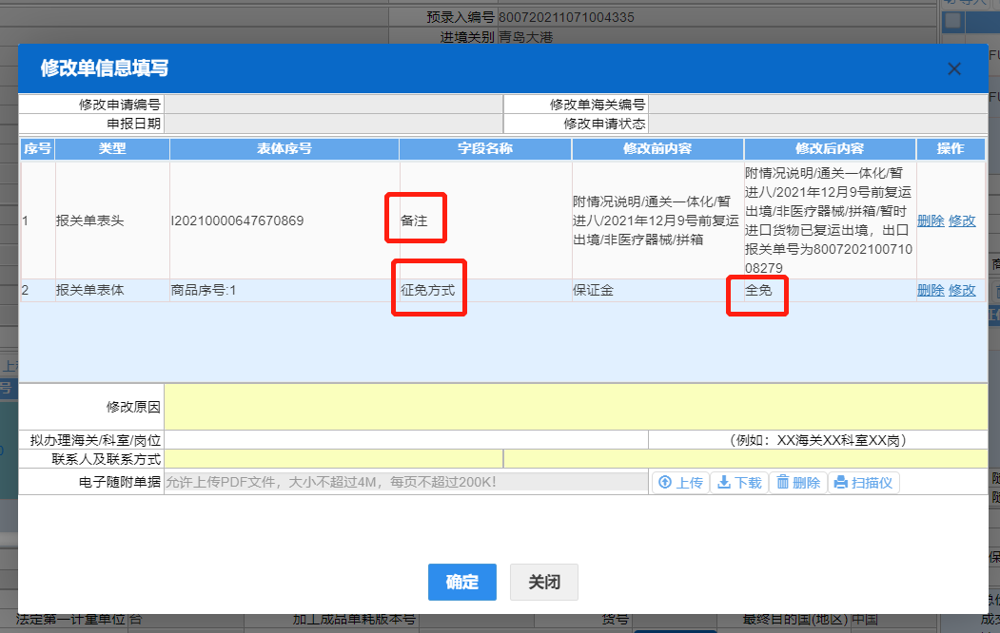 预录入编号 800720211071004335
进境关别 青岛大港
修改单信息填写
修改申请编号 修改单海关编号
申报日期 修改申请状态
序号 类型 表体序号 字段名称 修改前内容 修改后内容 操作
1 报关单表头 I20210000647670869 备注
附情况说明/通关一体化/暂
进八/2021年12月9号前复运
出境/非医疗器械/拼箱
附情况说明/通关一体化/暂
进八/2021年12月9号前复运
出境/非医疗器械/拼箱/暂时
进口货物已复运出境，出口
报关单号为80072021007​10
08279
删除 修改
2 报关单表体 商品序号:1 征免方式 保证金 全免 删除 修改
修改原因
拟办理海关/科室/岗位 （例如：XX海关XX科室XX岗）
联系人及联系方式
电子随附单据 允许上传PDF文件，大小不超过4M，每页不超过200K! 上传 下载 删除 扫描仪
确定 关闭
法定第一计量单位 台 加工成品单耗版本号 货号 最终目的国(地区) 中国